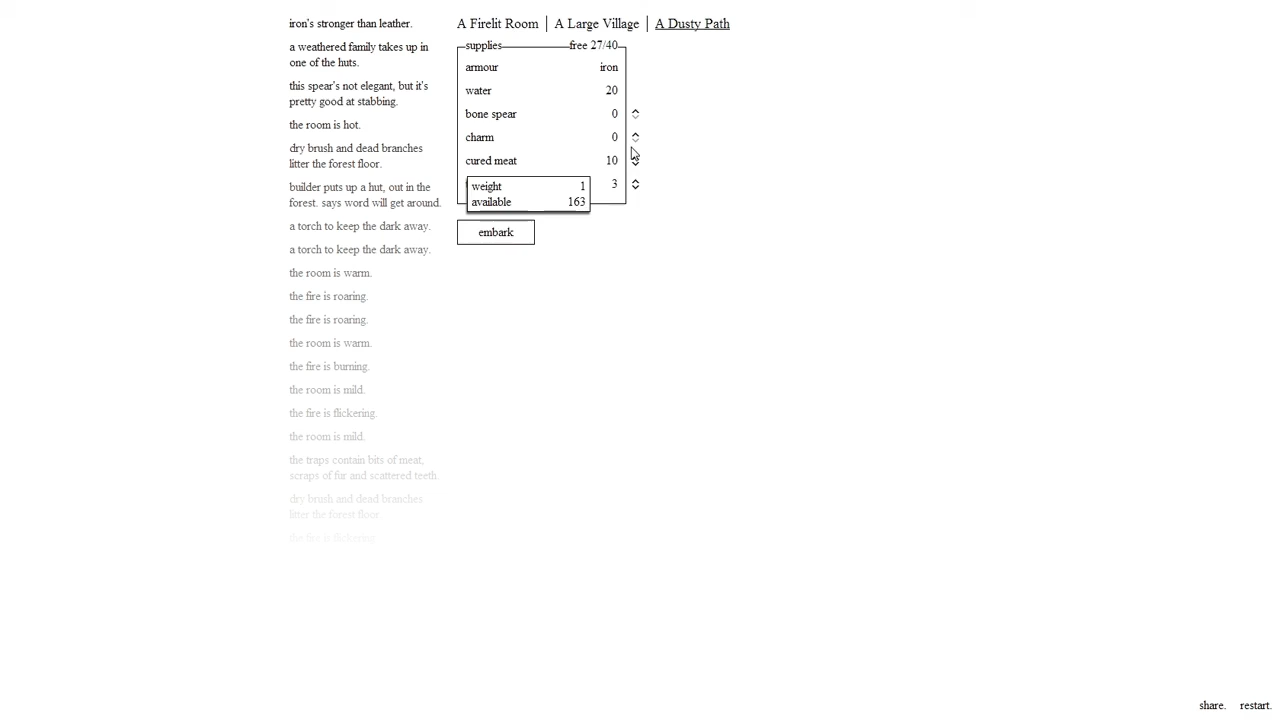 iron's stronger than leather.
a weathered family takes up in
one of the huts.
this spear's not elegant, but it's
pretty good at stabbing.
the room is hot.
dry brush and dead branches
litter the forest floor.
builder puts up a hut, out in the
forest. says word will get around.
a torch to keep the dark away.
a torch to keep the dark away.
the room is warm.
the fire is roaring.
the fire is roaring.
the room is warm.
the fire is burning.
the room is mild.
the fire is flickering.
the room is mild.
the traps contain bits of meat,
scraps of fur and scattered teeth.
dry brush and dead branches
litter the forest floor.
the fire is flickering.
A Firelit Room | A Large Village | A Dusty Path
supplies free 27/40
armour iron
water 20
bone spear 0
charm 0
cured meat 10
3
weight 1
available 163
embark
share. restart.